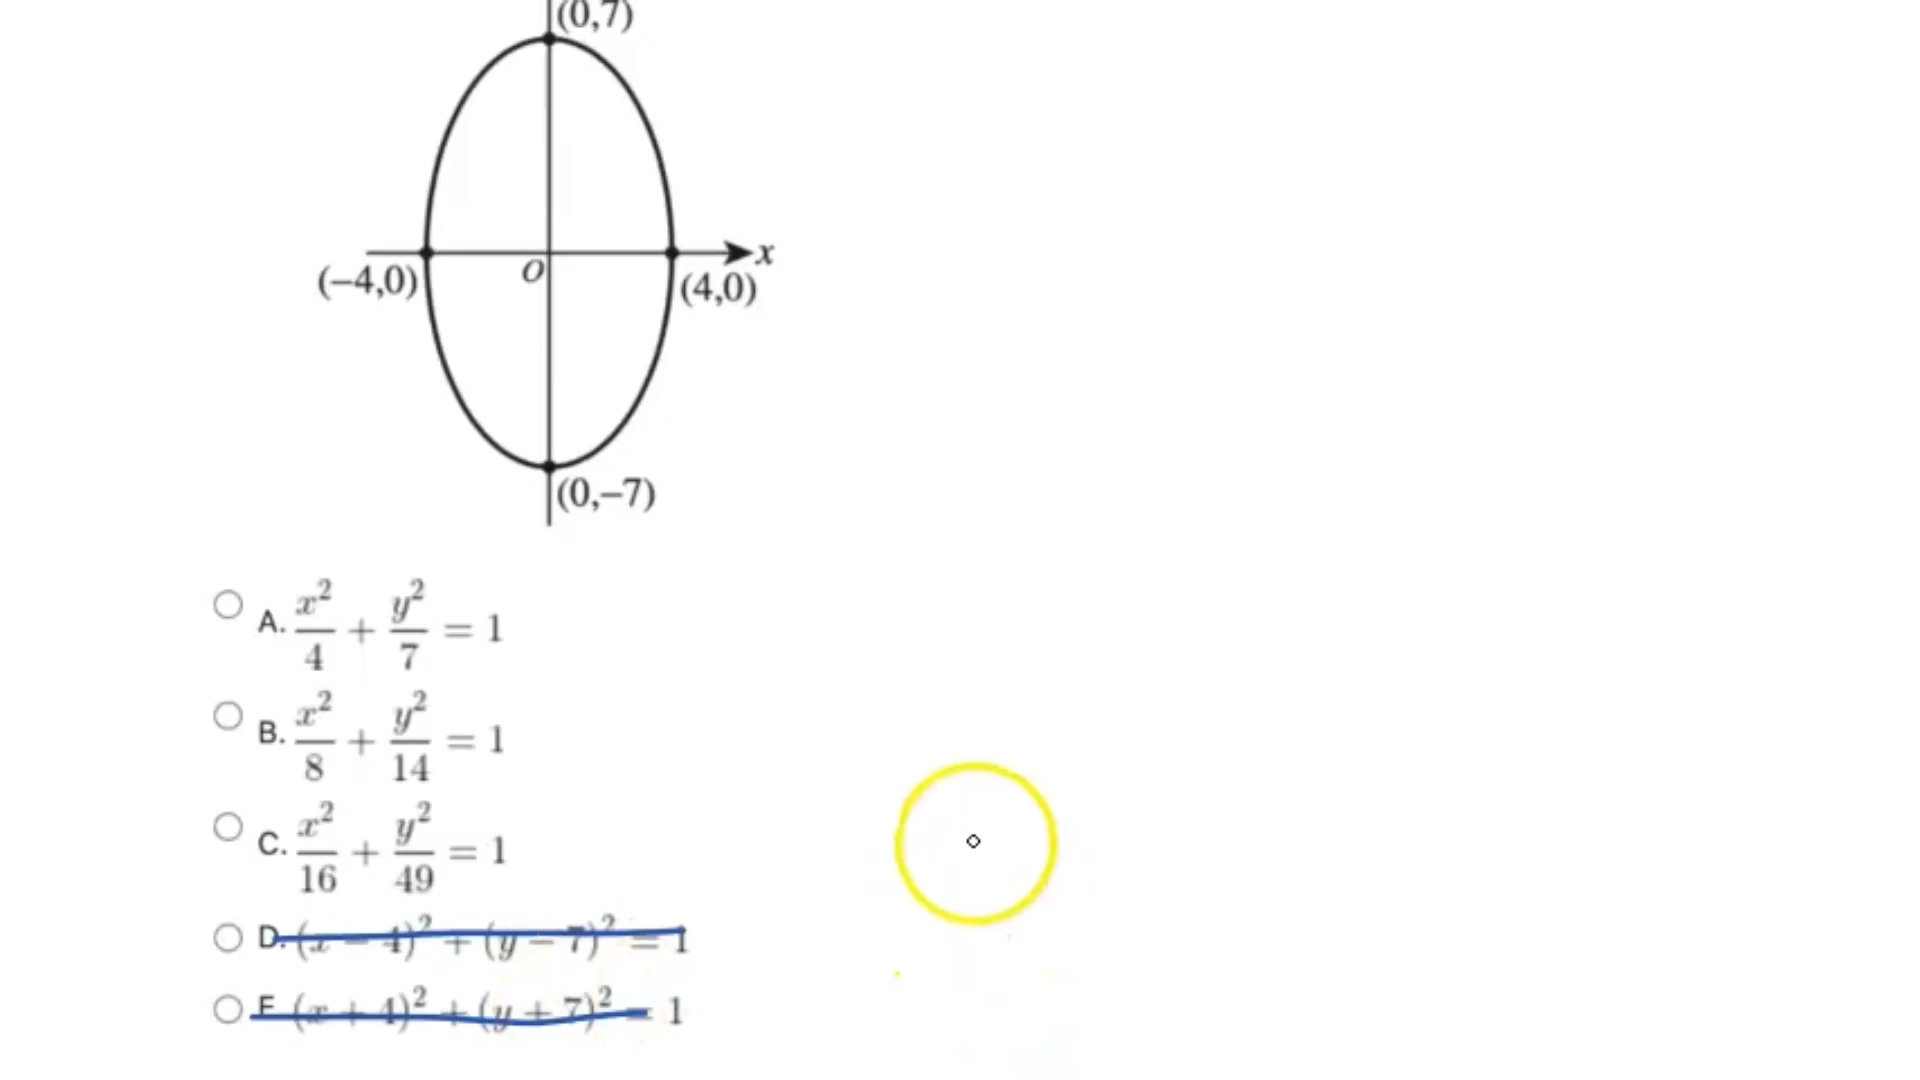 (0,7)
x
(−4,0) O (4,0)
(0,−7)
A. x²/4 + y²/7 = 1
B. x²/8 + y²/14 = 1
C. x²/16 + y²/49 = 1
D. (x − 4)² + (y − 7)² = 1
E (x + 4)² + (y + 7)² = 1